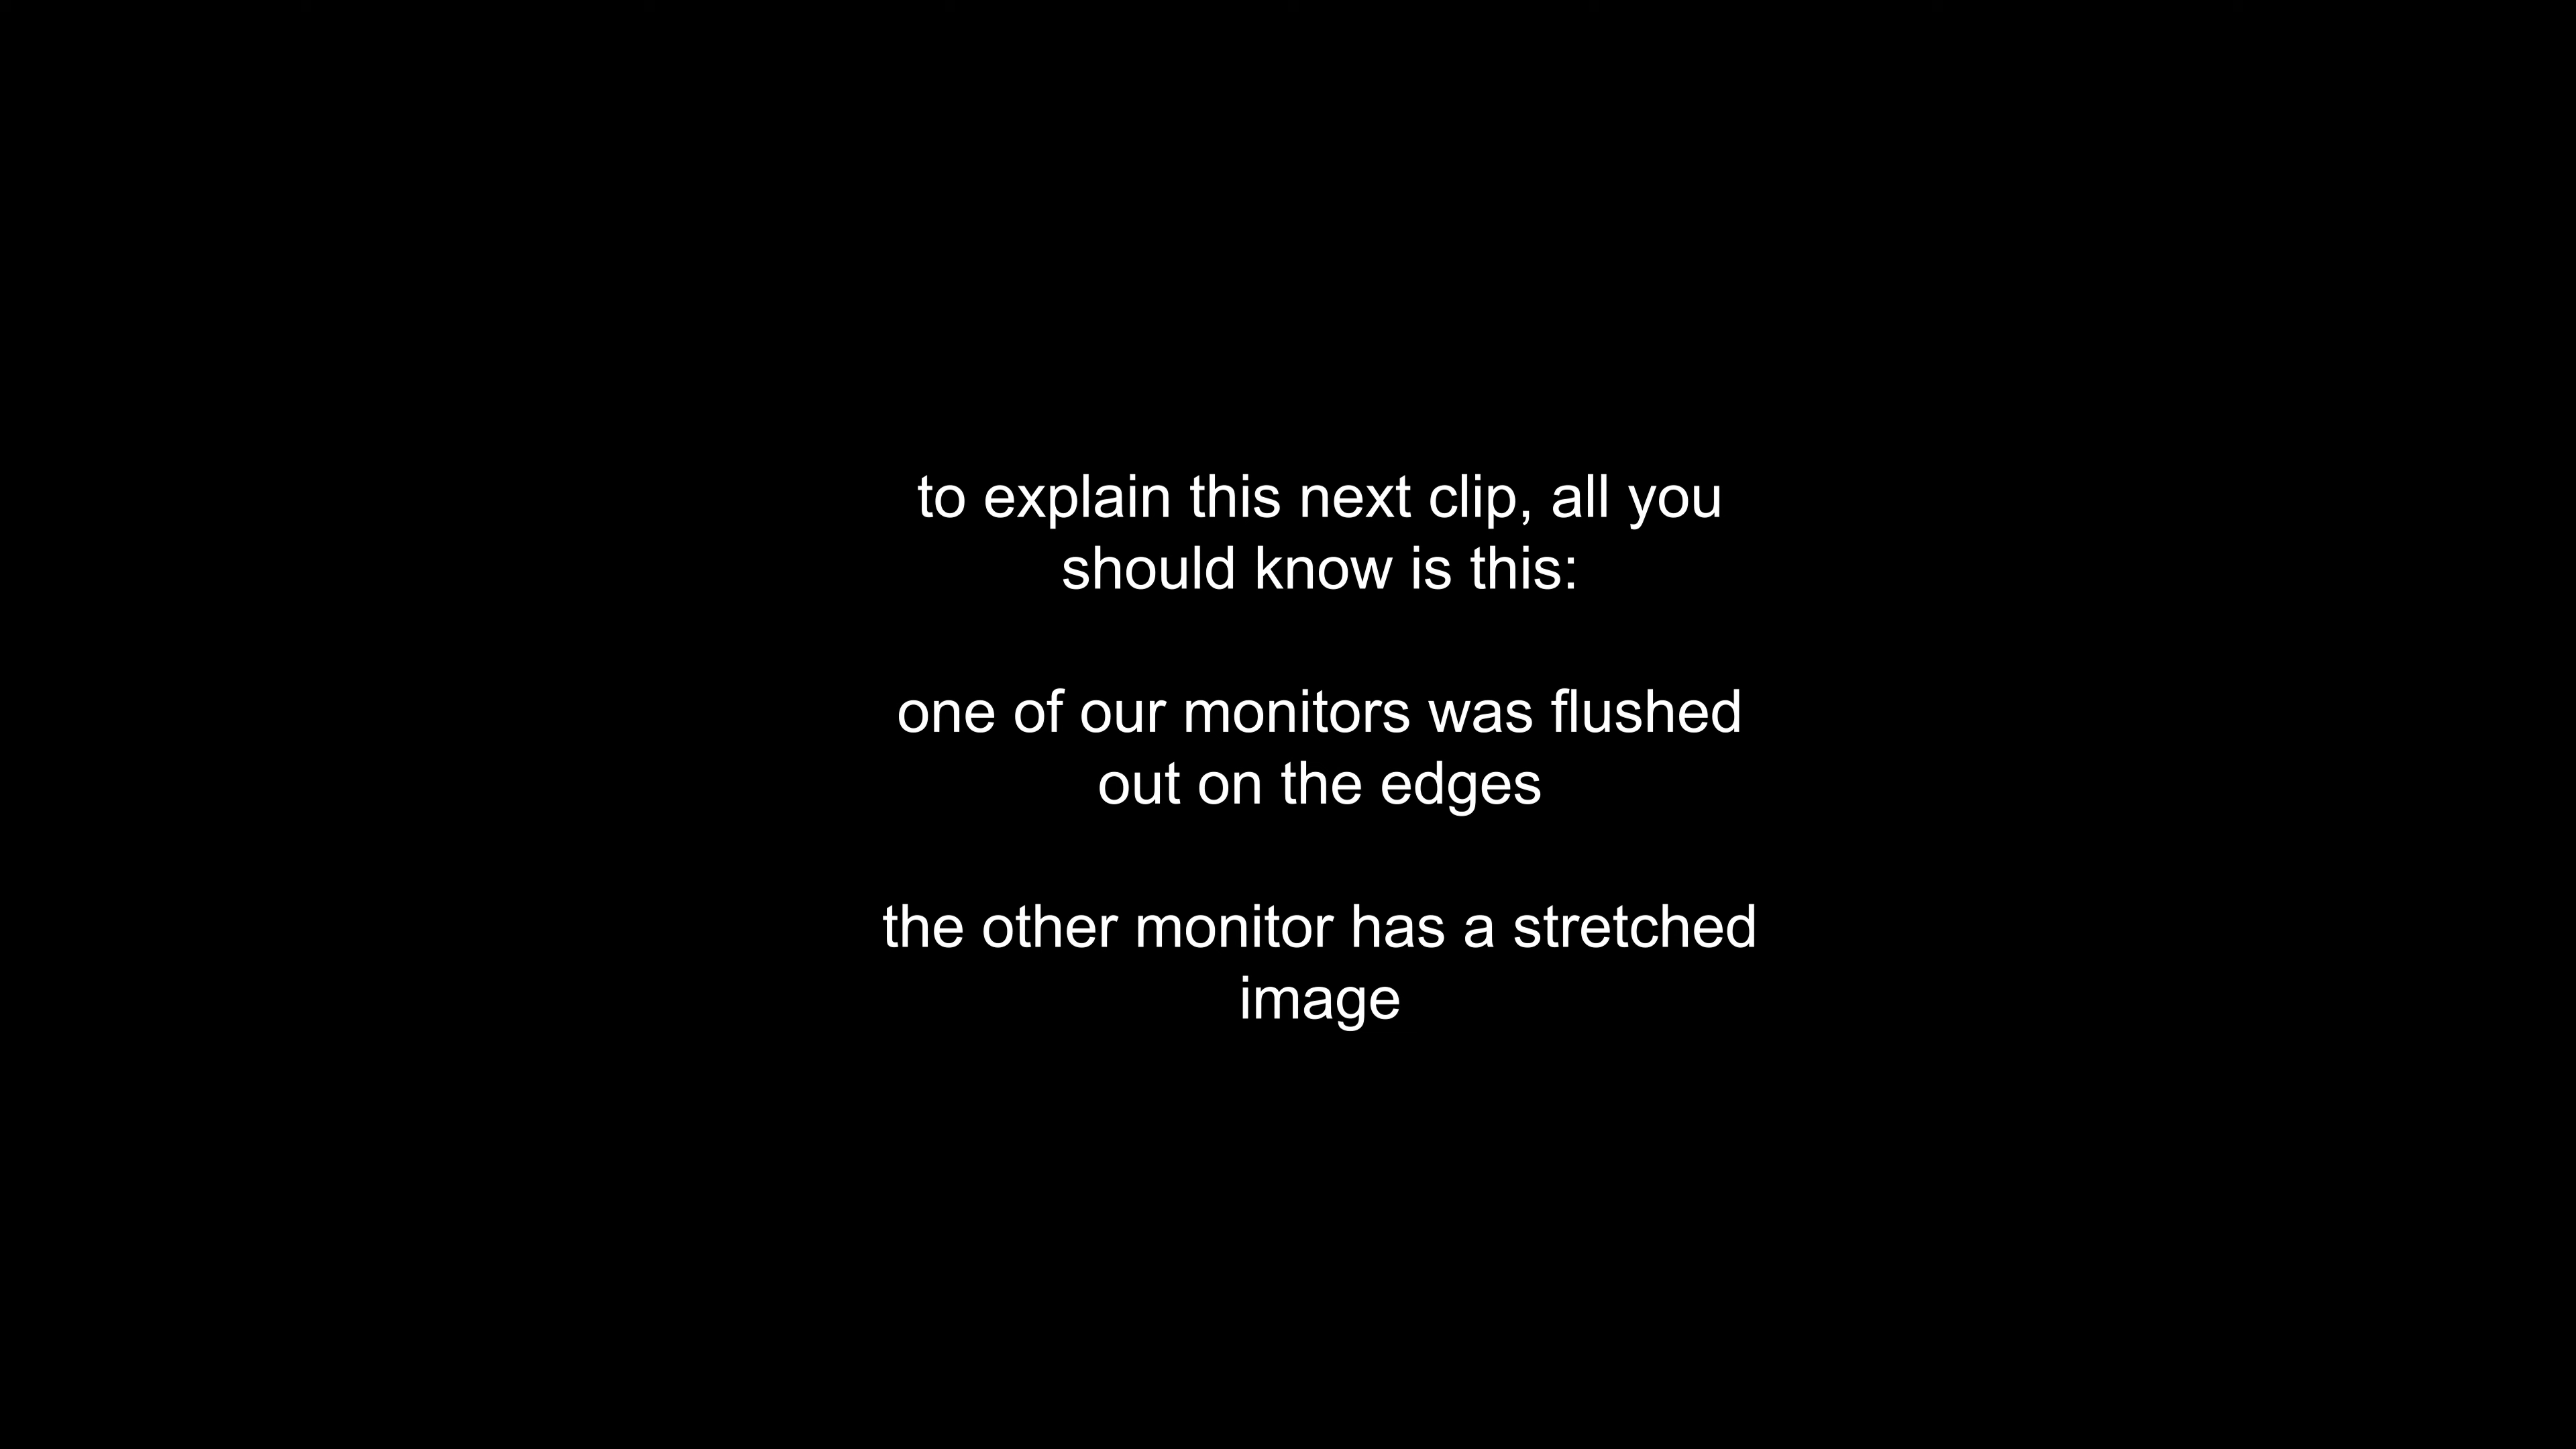 to explain this next clip, all you
should know is this:
one of our monitors was flushed
out on the edges
the other monitor has a stretched
image